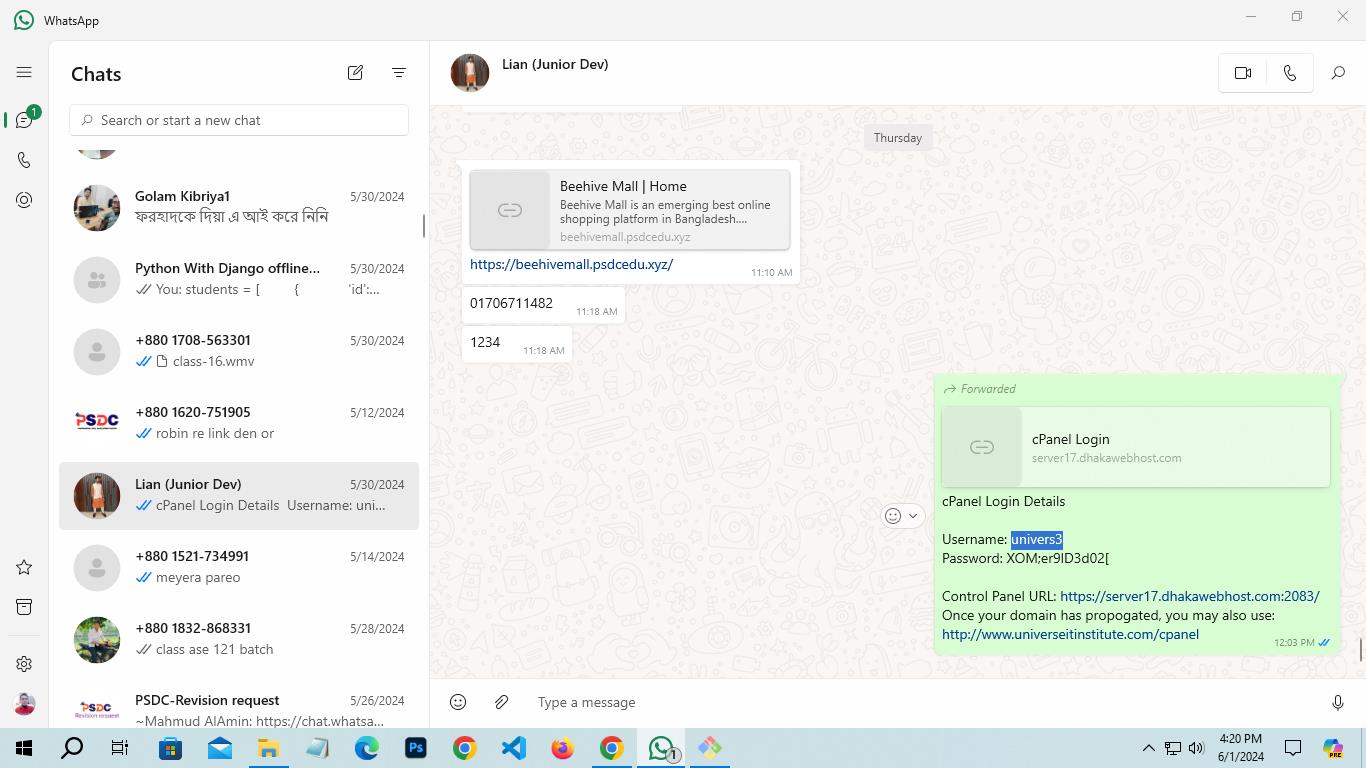 WhatsApp
Chats
Search or start a new chat
1
Golam Kibriya1
5/30/2024
ফরহাদকে দিয়া এ আই করে নিনি
Python With Django offline...
5/30/2024
You: students = [ { 'id':...
+880 1708-563301
5/30/2024
class-16.wmv
PSDC
+880 1620-751905
5/12/2024
robin re link den or
Lian (Junior Dev)
5/30/2024
cPanel Login Details Username: uni...
+880 1521-734991
5/14/2024
meyera pareo
+880 1832-868331
5/28/2024
class ase 121 batch
PSDC
Revision request
PSDC-Revision request
5/26/2024
~Mahmud AlAmin: https://chat.whatsa...
Lian (Junior Dev)
Thursday
Beehive Mall | Home
Beehive Mall is an emerging best online
shopping platform in Bangladesh....
beehivemall.psdcedu.xyz
https://beehivemall.psdcedu.xyz/
11:10 AM
01706711482
11:18 AM
1234
11:18 AM
Forwarded
cPanel Login
server17.dhakawebhost.com
cPanel Login Details
Username: univers3
Password: XOM;er9lD3d02[
Control Panel URL: https://server17.dhakawebhost.com:2083/
Once your domain has propogated, you may also use:
http://www.universeitinstitute.com/cpanel
12:03 PM
Type a message
Ps
1
4:20 PM
6/1/2024
PRE